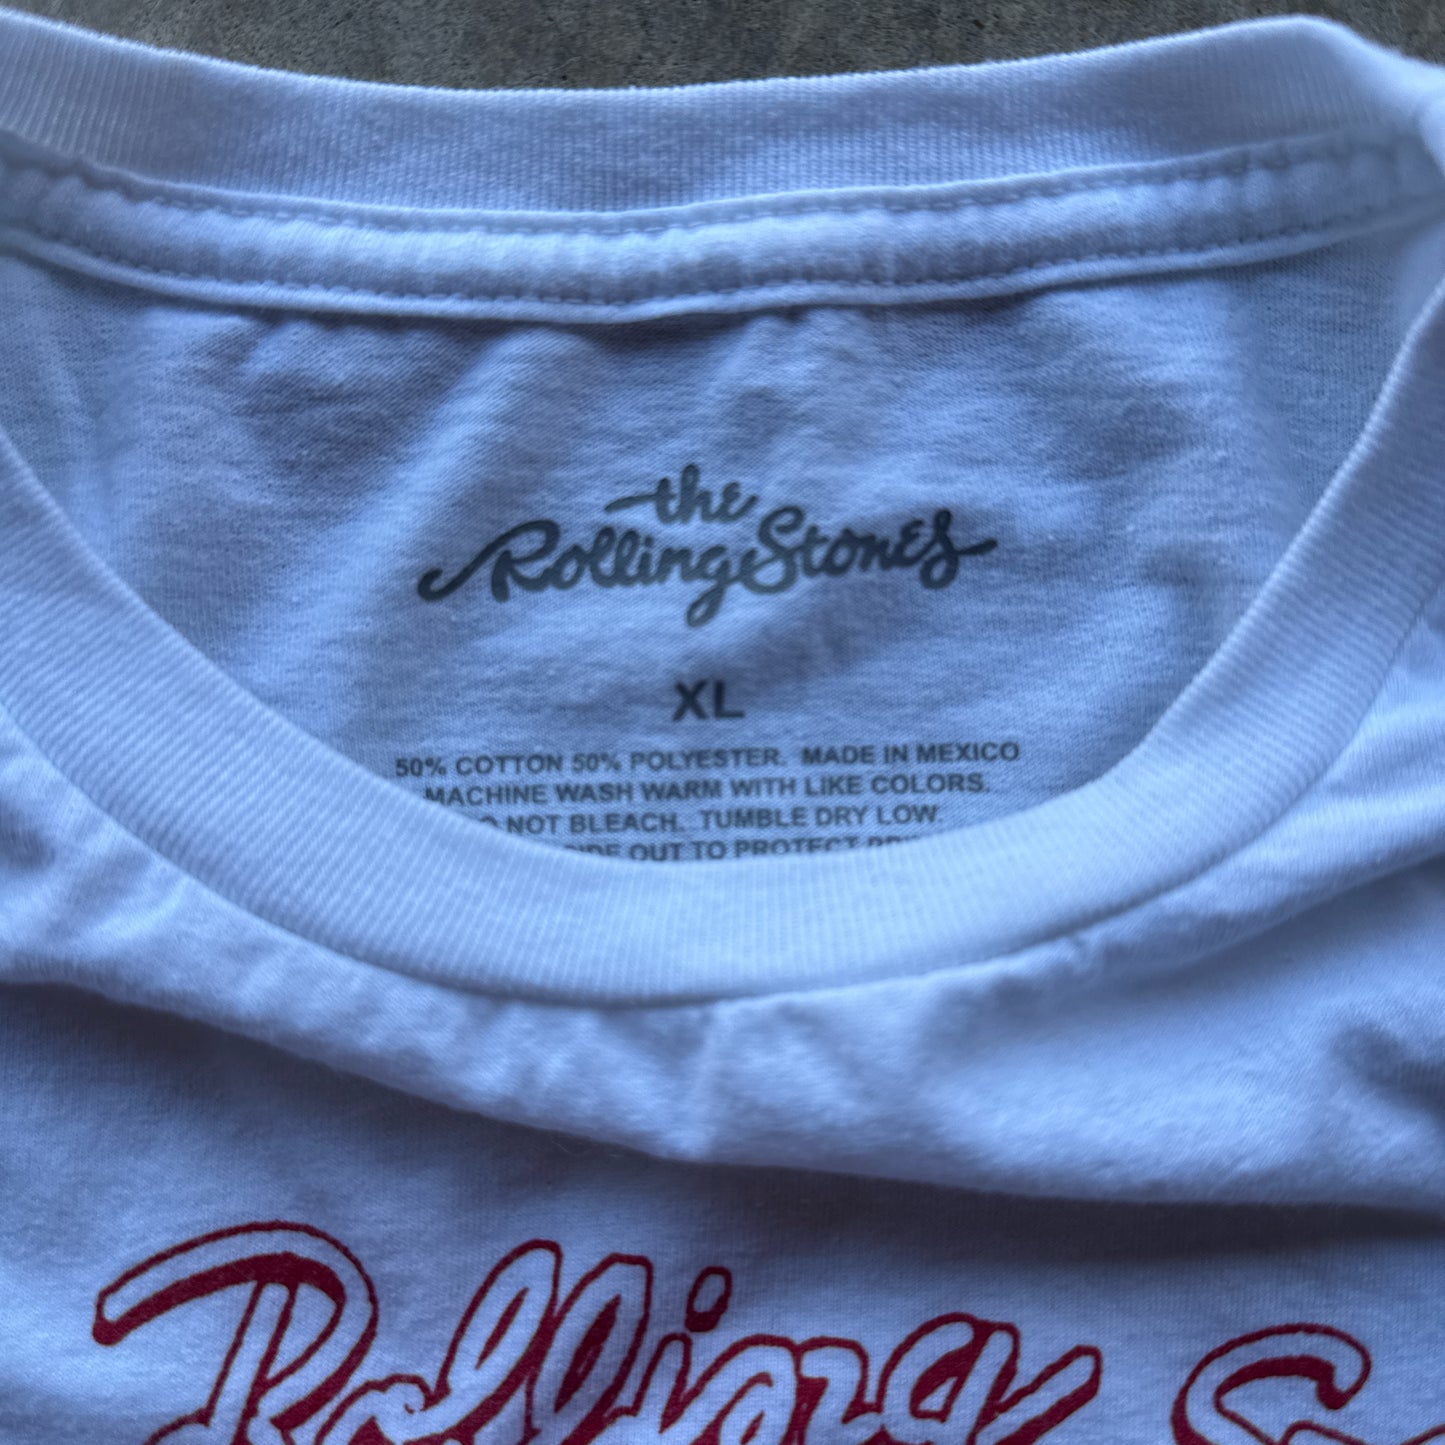 the
Rolling Stones
XL
50% COTTON 50% POLYESTER. MADE IN MEXICO
MACHINE WASH WARM WITH LIKE COLORS.
NOT BLEACH. TUMBLE DRY LOW.
OUT TO PROTECT
Rolling